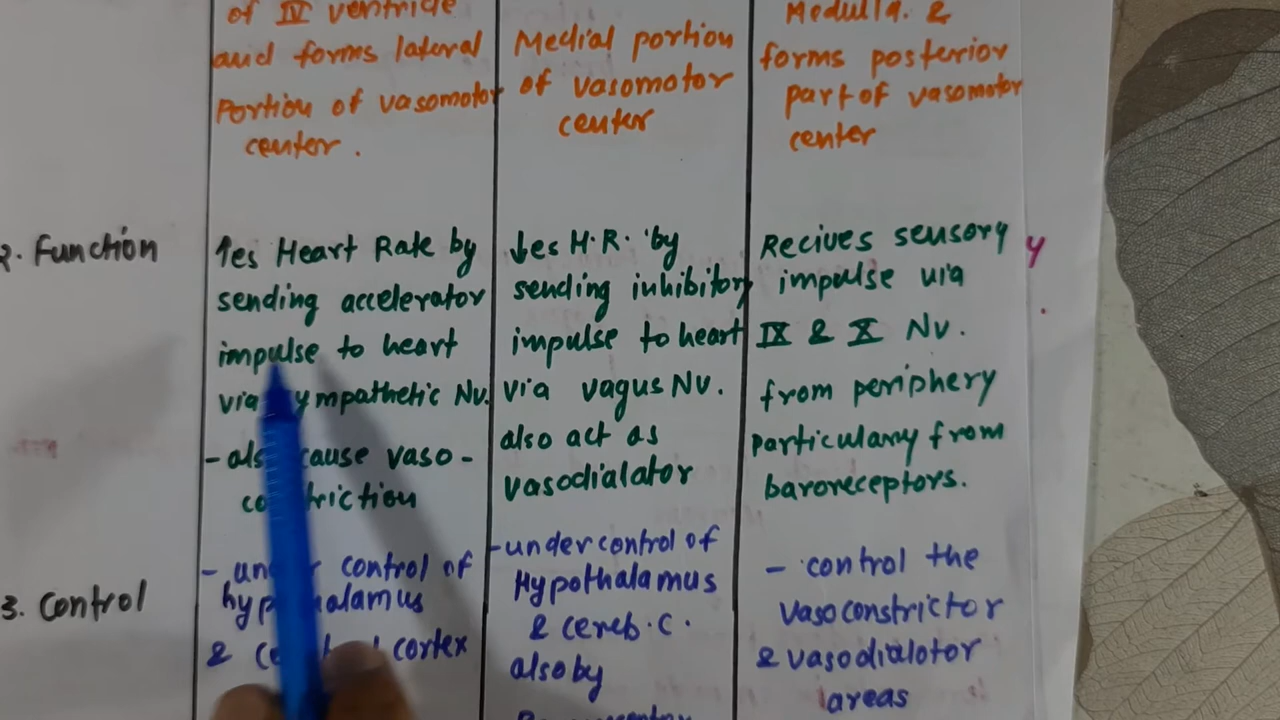 of IV ventricle
and forms lateral
Portion of vasomotor
center.
Medial portion
of vasomotor
center
Medulla. &
forms posterior
part of vasomotor
center
2. Function
↑es Heart Rate by
sending accelerator
impulse to heart
via sympathetic Nv.
- also cause vaso-
constriction
↓es H.R. by
sending inhibitory
impulse to heart
via vagus Nv.
also act as
vasodialator
Recives sensory
impulse via
IX & X Nv.
from periphery
particularly from
baroreceptors.
y
3. Control
- under control of
hypothalamus
& cerebral cortex
- under control of
Hypothalamus
& cereb.C.
also by
- control the
vasoconstrictor
& vasodialotor
areas